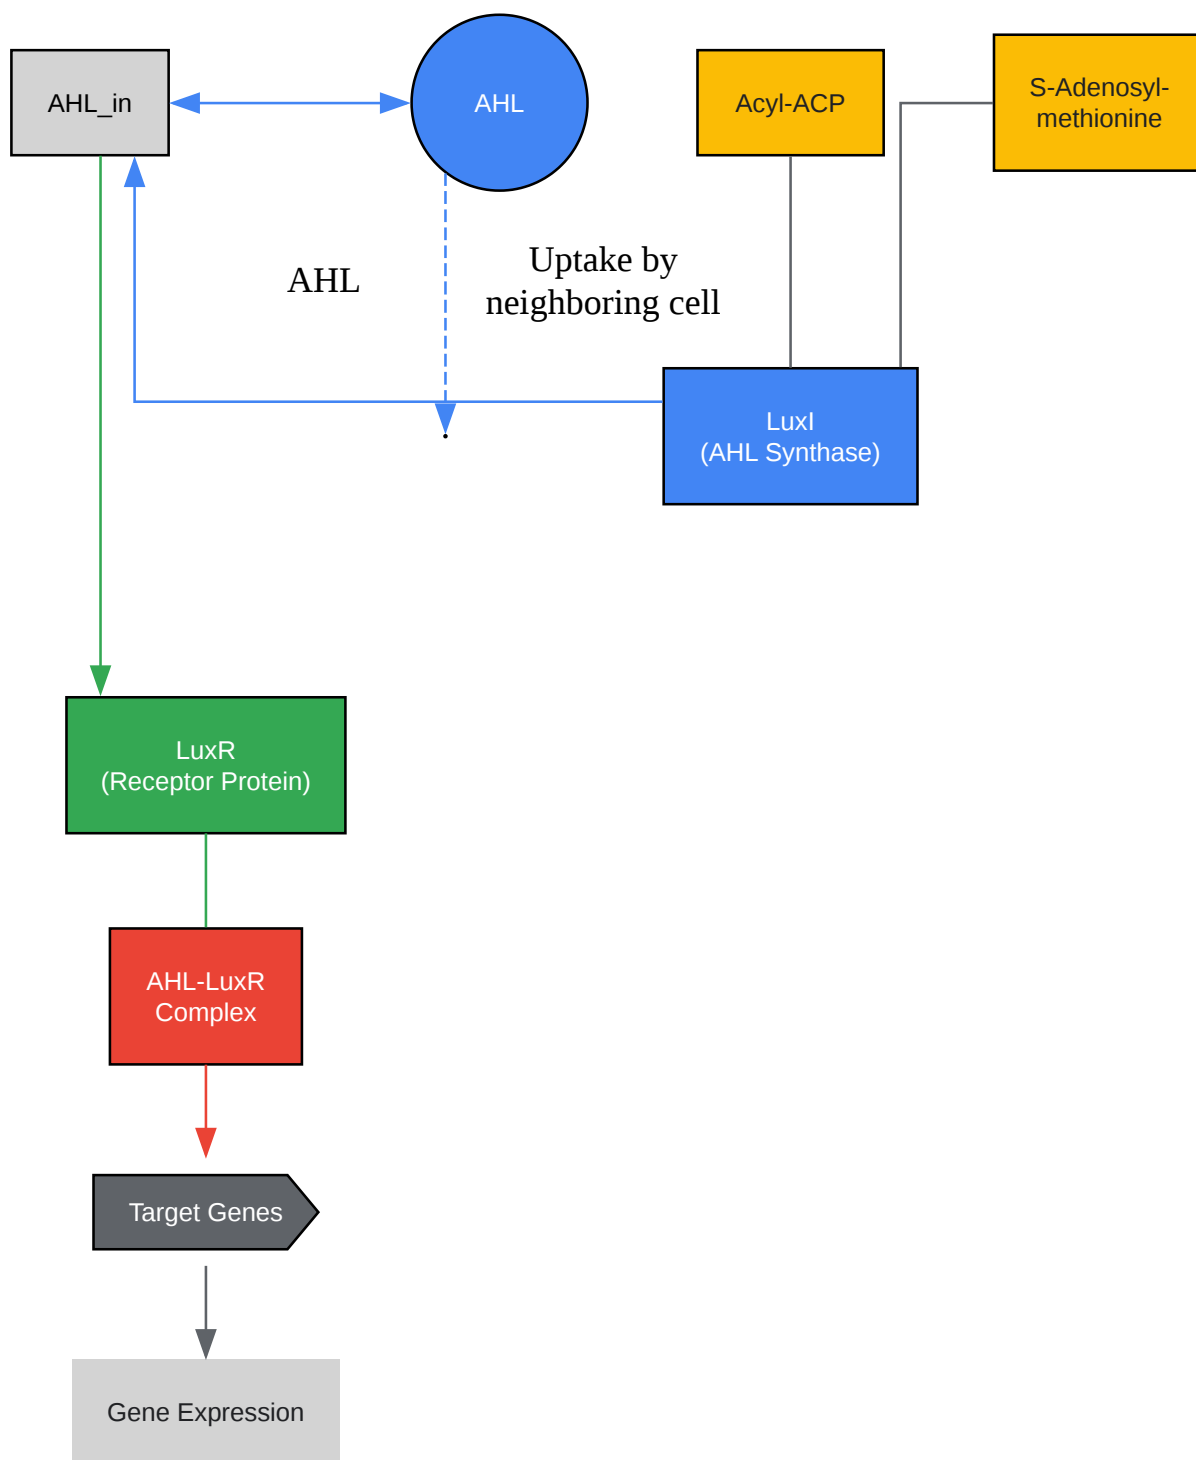 AHL_in
AHL
Acyl-ACP
S-Adenosyl-
methionine
AHL
Uptake by
neighboring cell
LuxI
(AHL Synthase)
LuxR
(Receptor Protein)
AHL-LuxR
Complex
Target Genes
Gene Expression